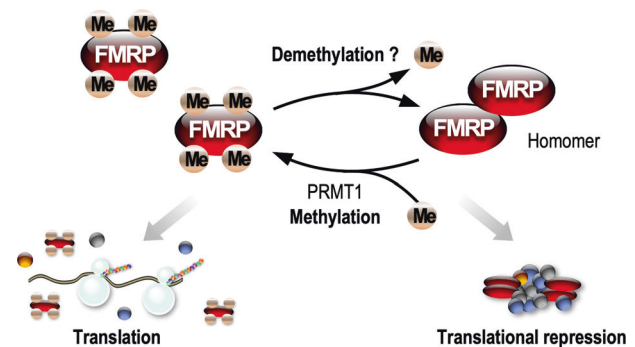 Me Me
FMRP
Me Me
Demethylation ?
Me
Me Me
FMRP
Me Me
FMRP
FMRP
Homomer
PRMT1
Methylation
Me
Translation
Translational repression